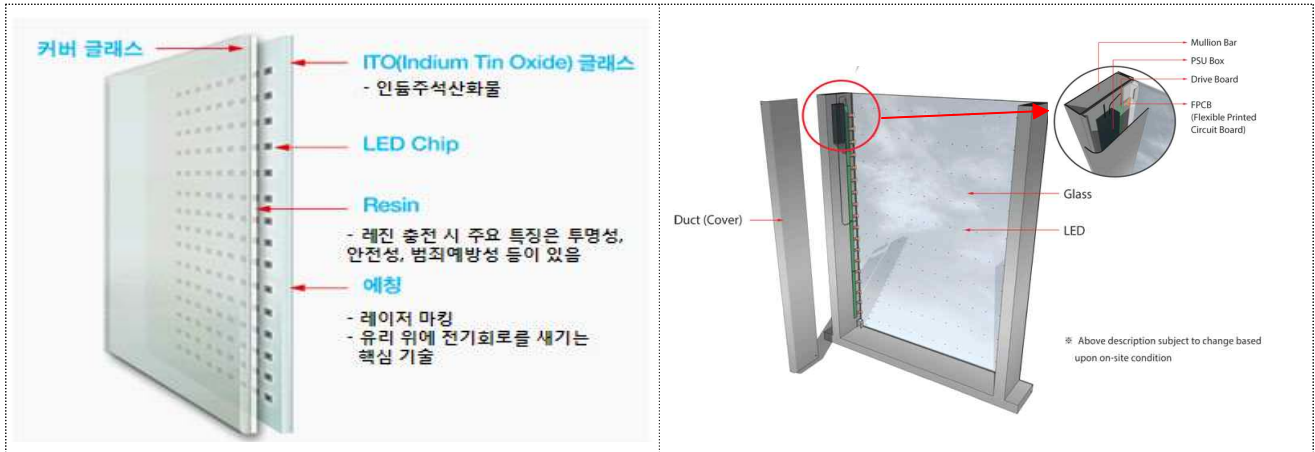 커버 글래스
ITO(Indium Tin Oxide) 글래스
- 인듐주석산화물
LED Chip
Resin
- 레진 충전 시 주요 특징은 투명성,
안전성, 범죄예방성 등이 있음
에칭
- 레이저 마킹
- 유리 위에 전기회로를 새기는
핵심 기술
Mullion Bar
PSU Box
Drive Board
FPCB
(Flexible Printed
Circuit Board)
Glass
Duct (Cover)
LED
※ Above description subject to change based
upon on-site condition